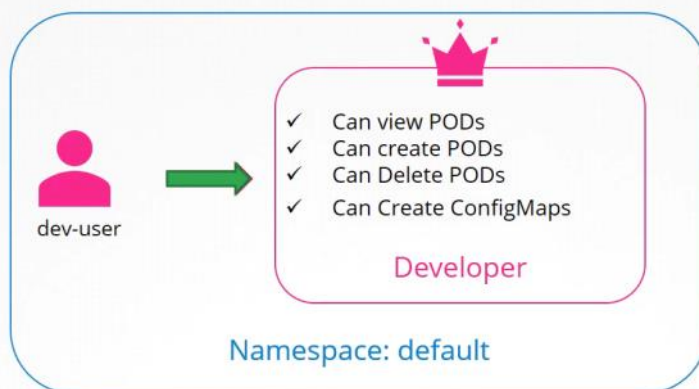 dev-user
✓ Can view PODs
✓ Can create PODs
✓ Can Delete PODs
✓ Can Create ConfigMaps
Developer
Namespace: default